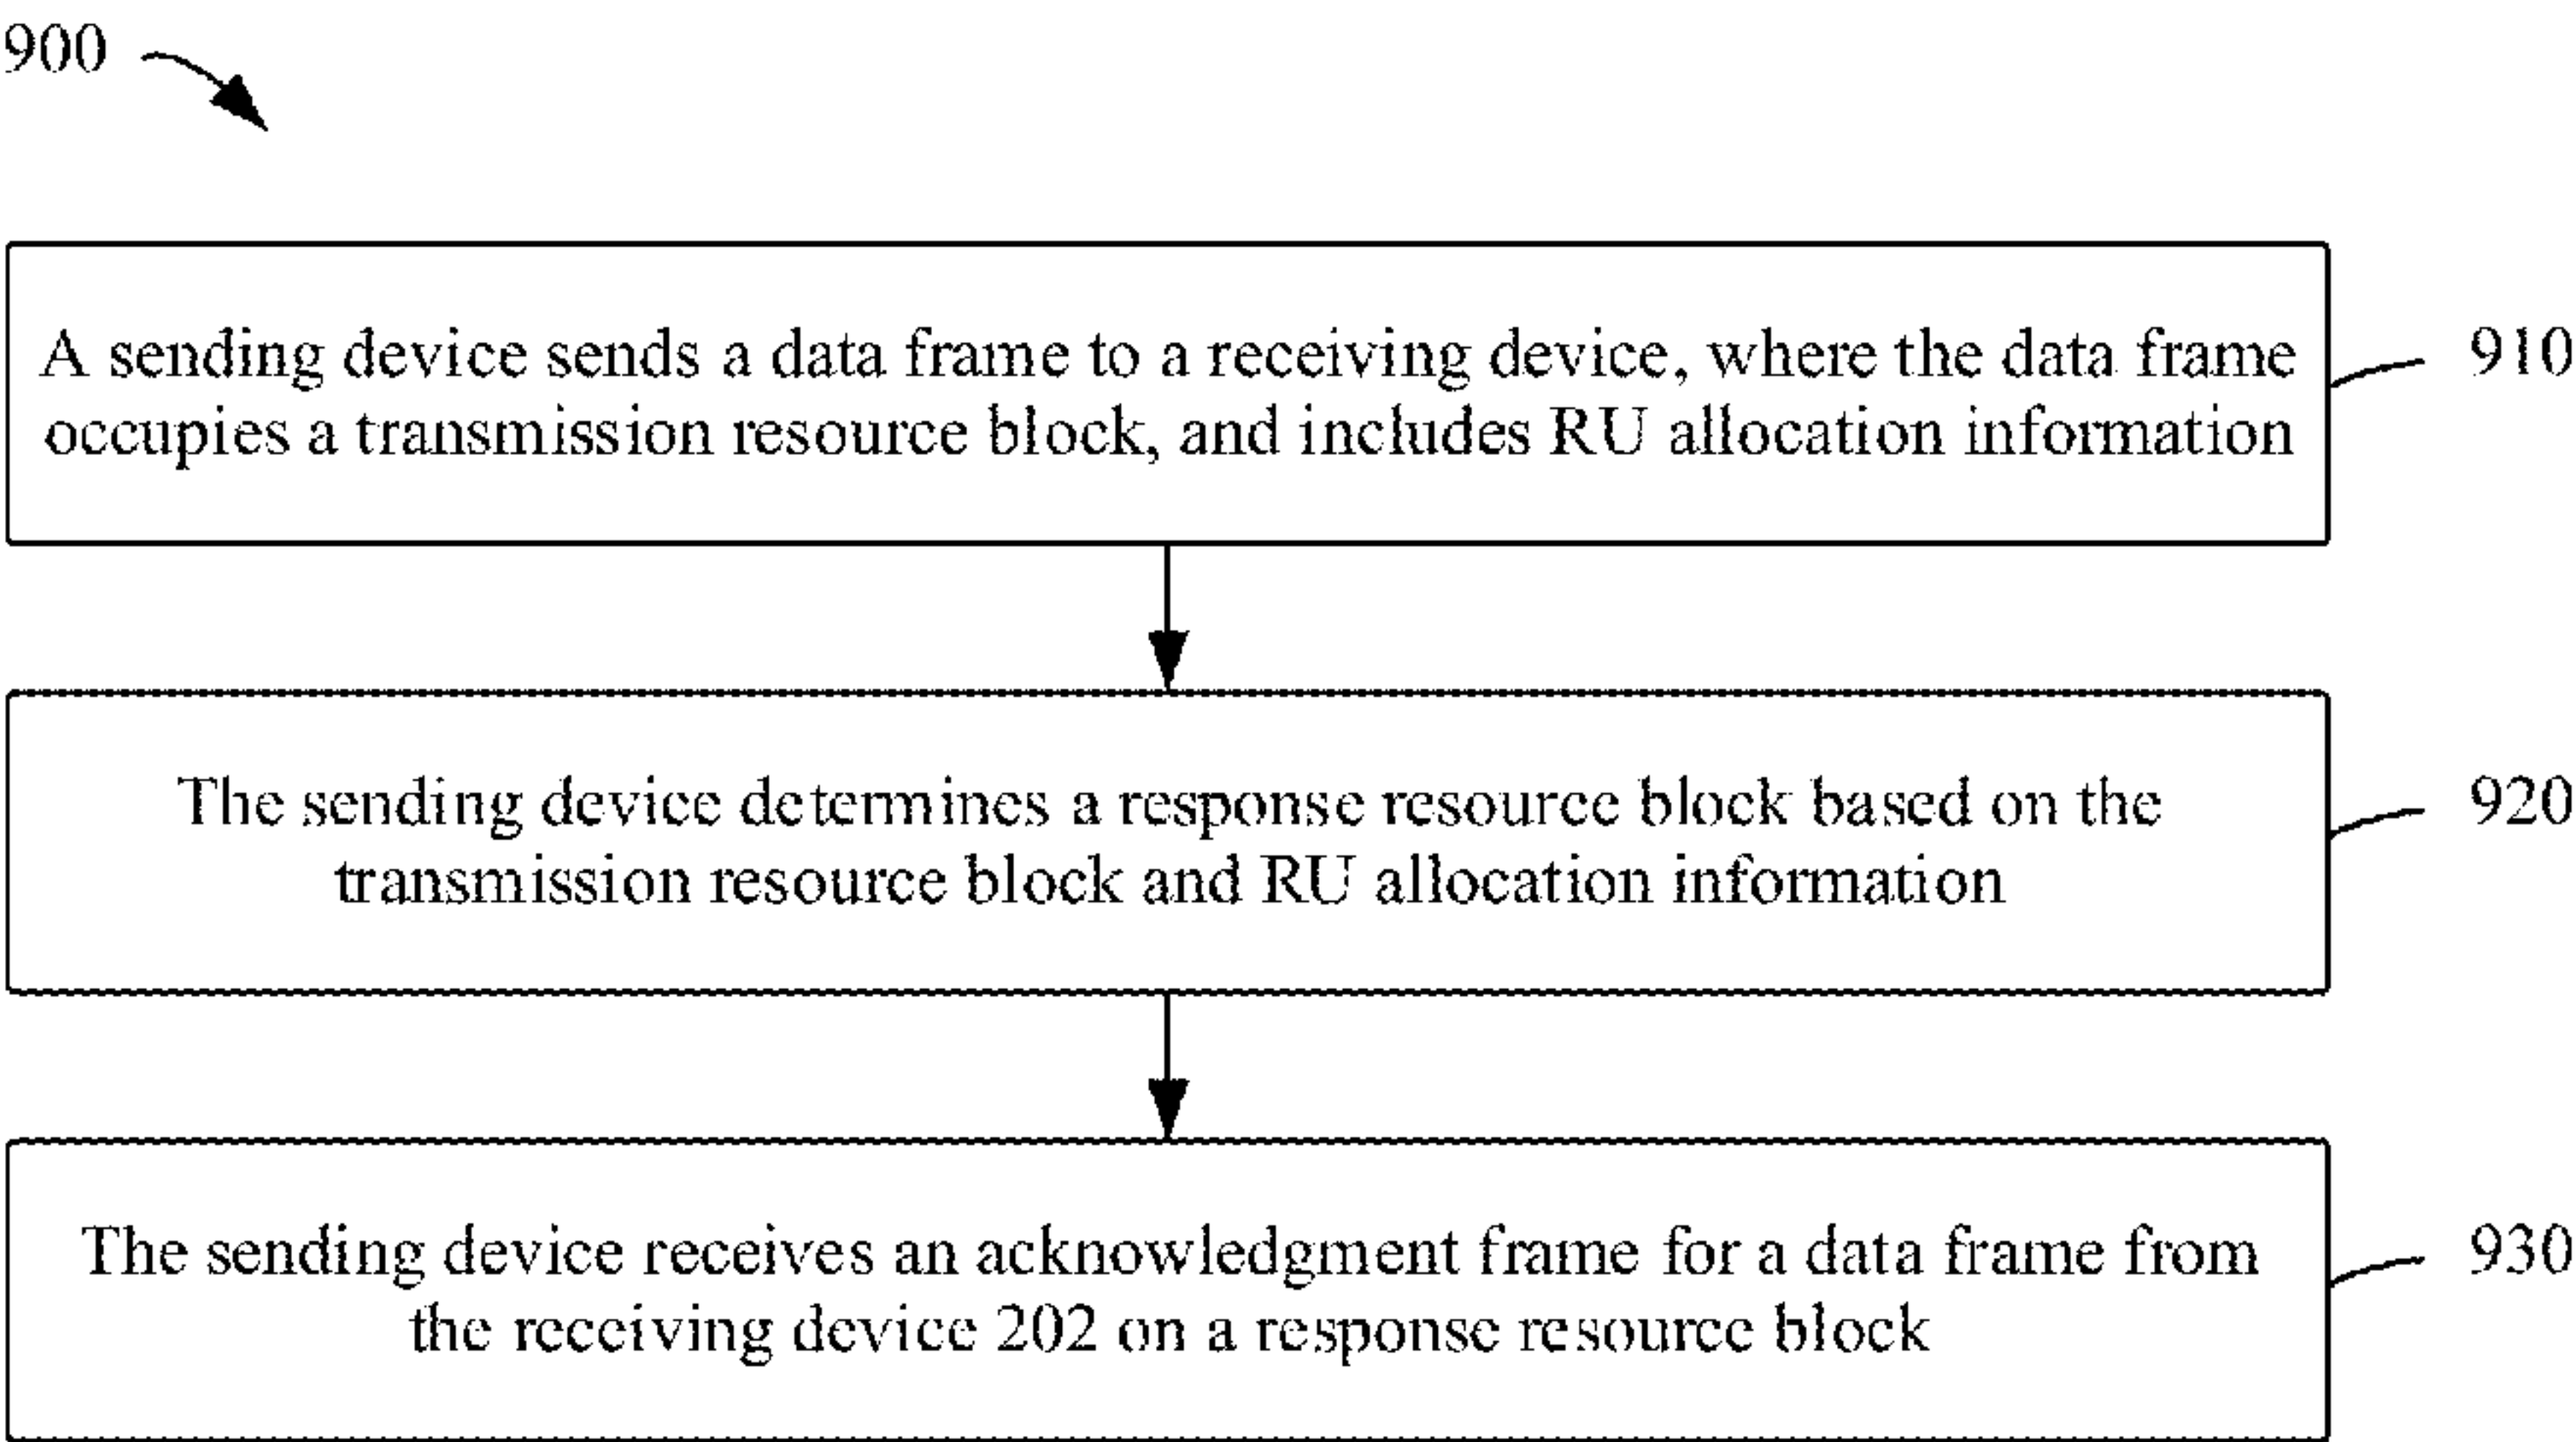 900
A sending device sends a data frame to a receiving device, where the data frame
occupies a transmission resource block, and includes RU allocation information
910
The sending device determines a response resource block based on the
transmission resource block and RU allocation information
920
The sending device receives an acknowledgment frame for a data frame from
the receiving device 202 on a response resource block
930